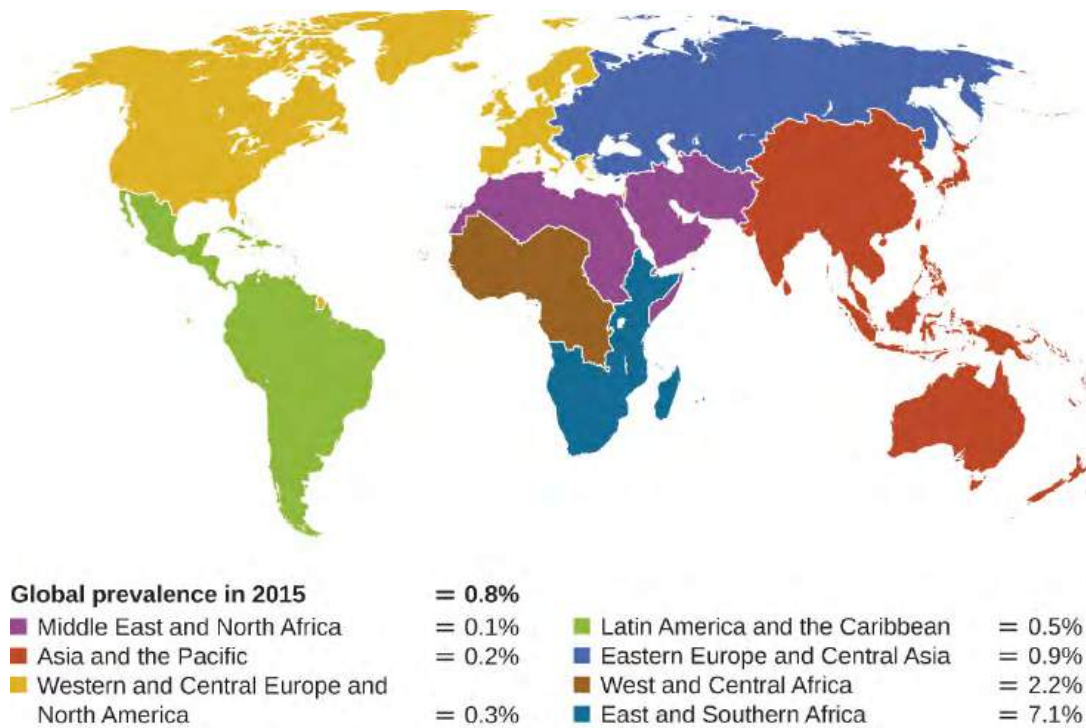 Global prevalence in 2015 = 0.8%
Middle East and North Africa = 0.1%
Asia and the Pacific = 0.2%
Western and Central Europe and
North America = 0.3%
Latin America and the Caribbean = 0.5%
Eastern Europe and Central Asia = 0.9%
West and Central Africa = 2.2%
East and Southern Africa = 7.1%